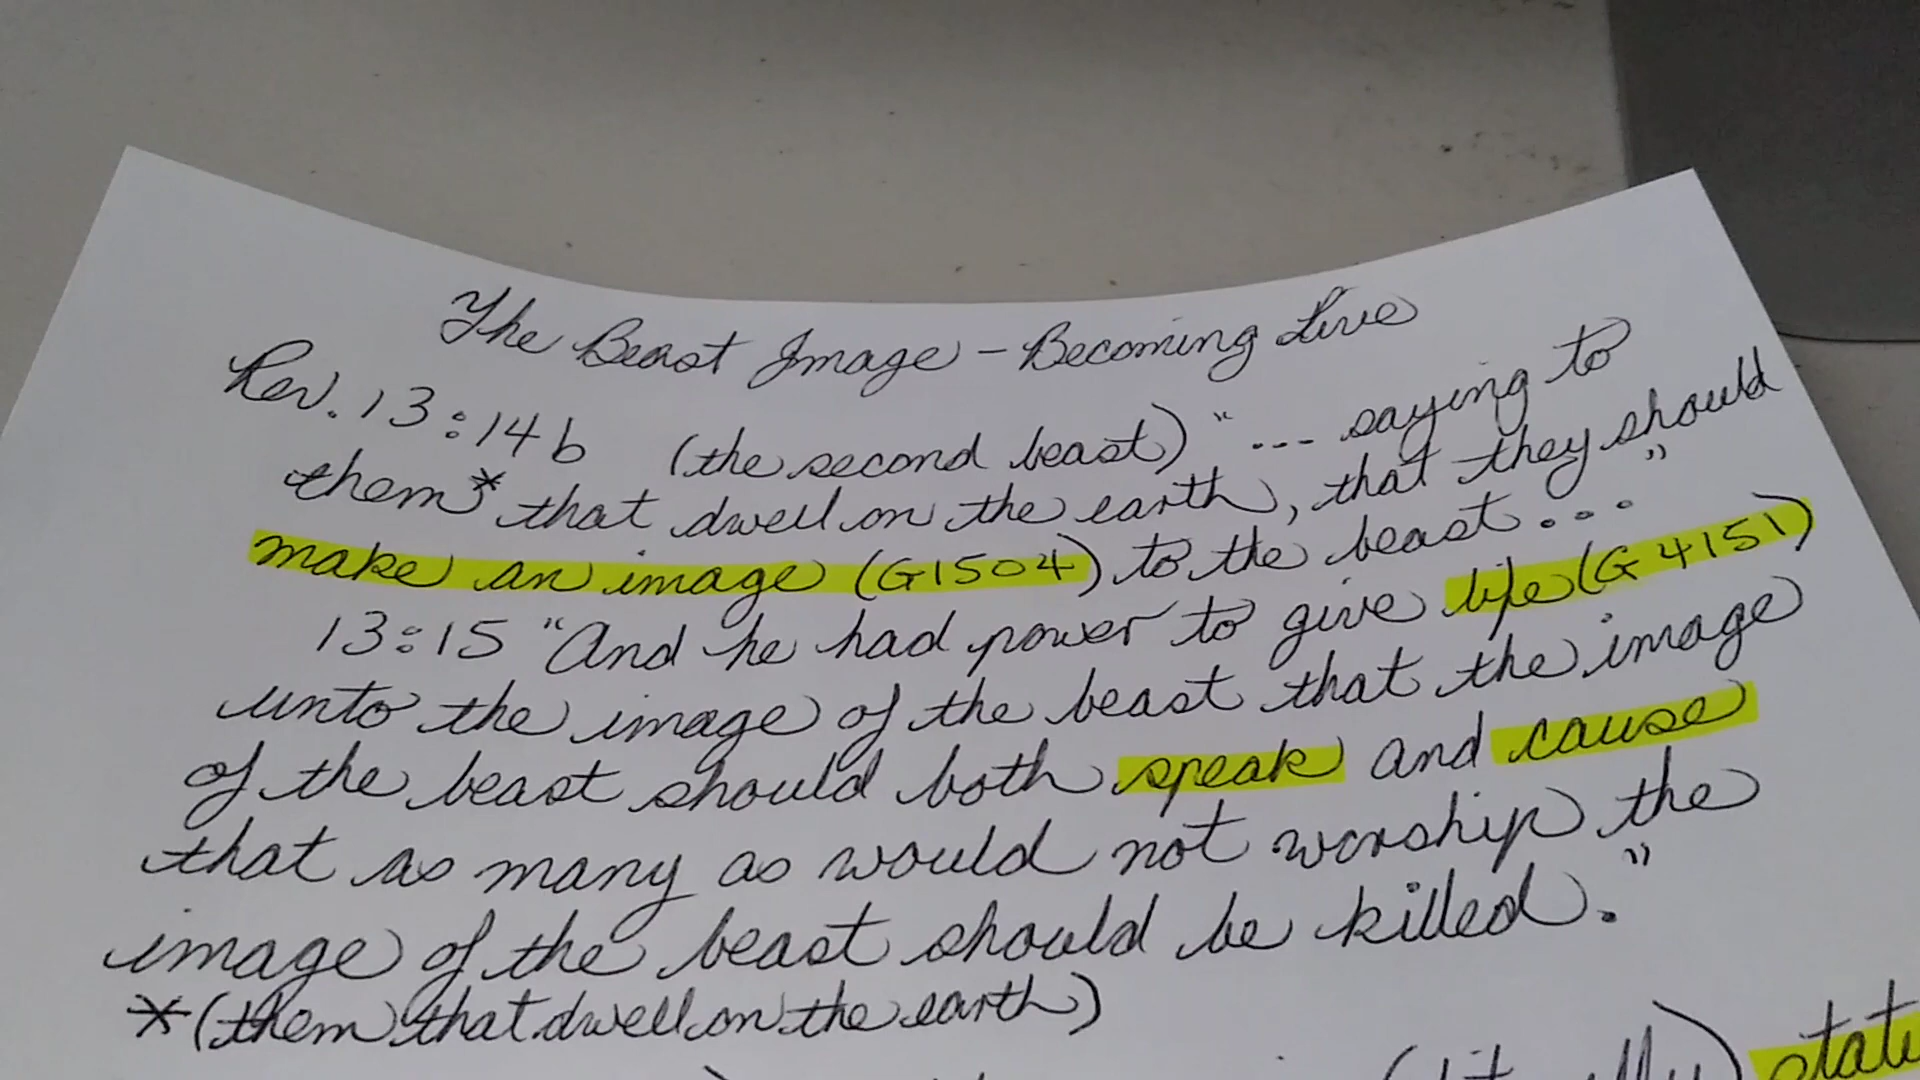 The Beast Image - Becoming Live
Rev. 13:14b (the second beast) "... saying to
them* that dwell on the earth, that they should
make an image (G1504) to the beast..."
13:15 "And he had power to give life (G4151)
unto the image of the beast that the image
of the beast should both speak and cause
that as many as would not worship the
image of the beast should be killed."
*(them that dwell on the earth)